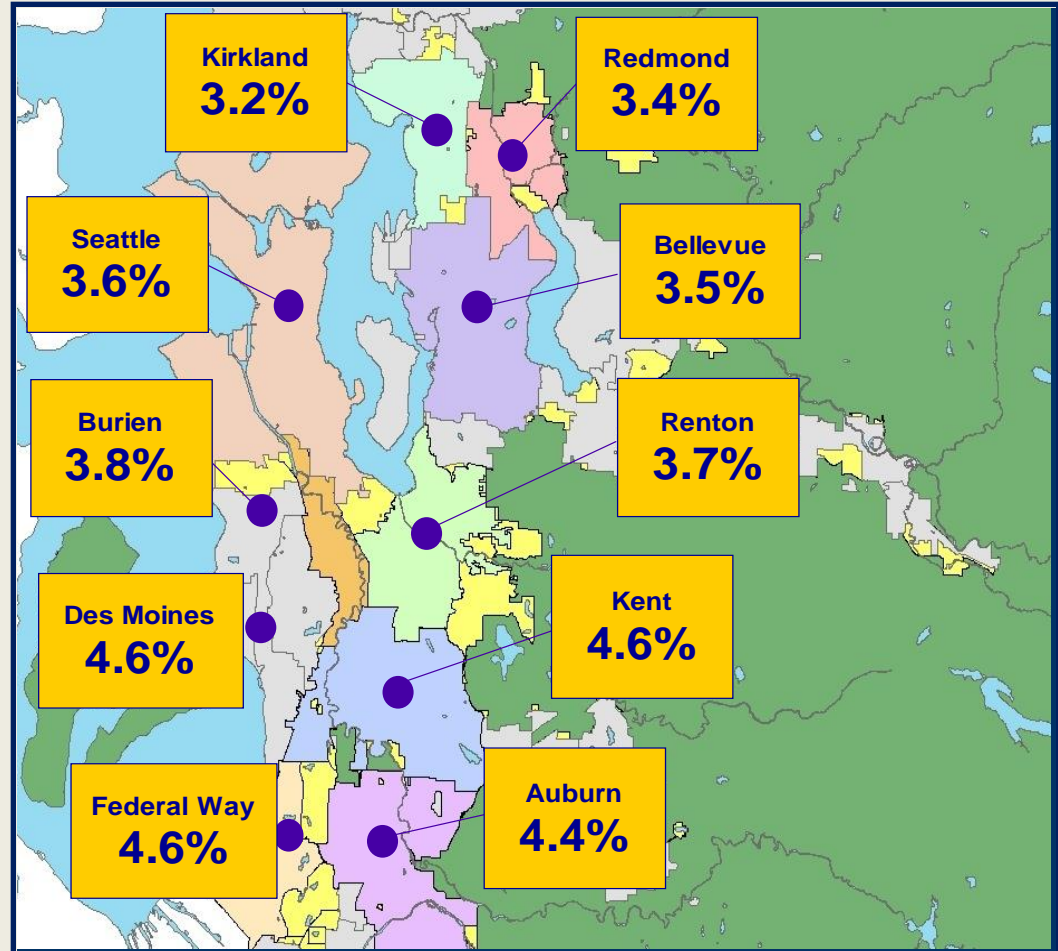 Kirkland
3.2%
Redmond
3.4%
Seattle
3.6%
Bellevue
3.5%
Burien
3.8%
Renton
3.7%
Des Moines
4.6%
Kent
4.6%
Federal Way
4.6%
Auburn
4.4%